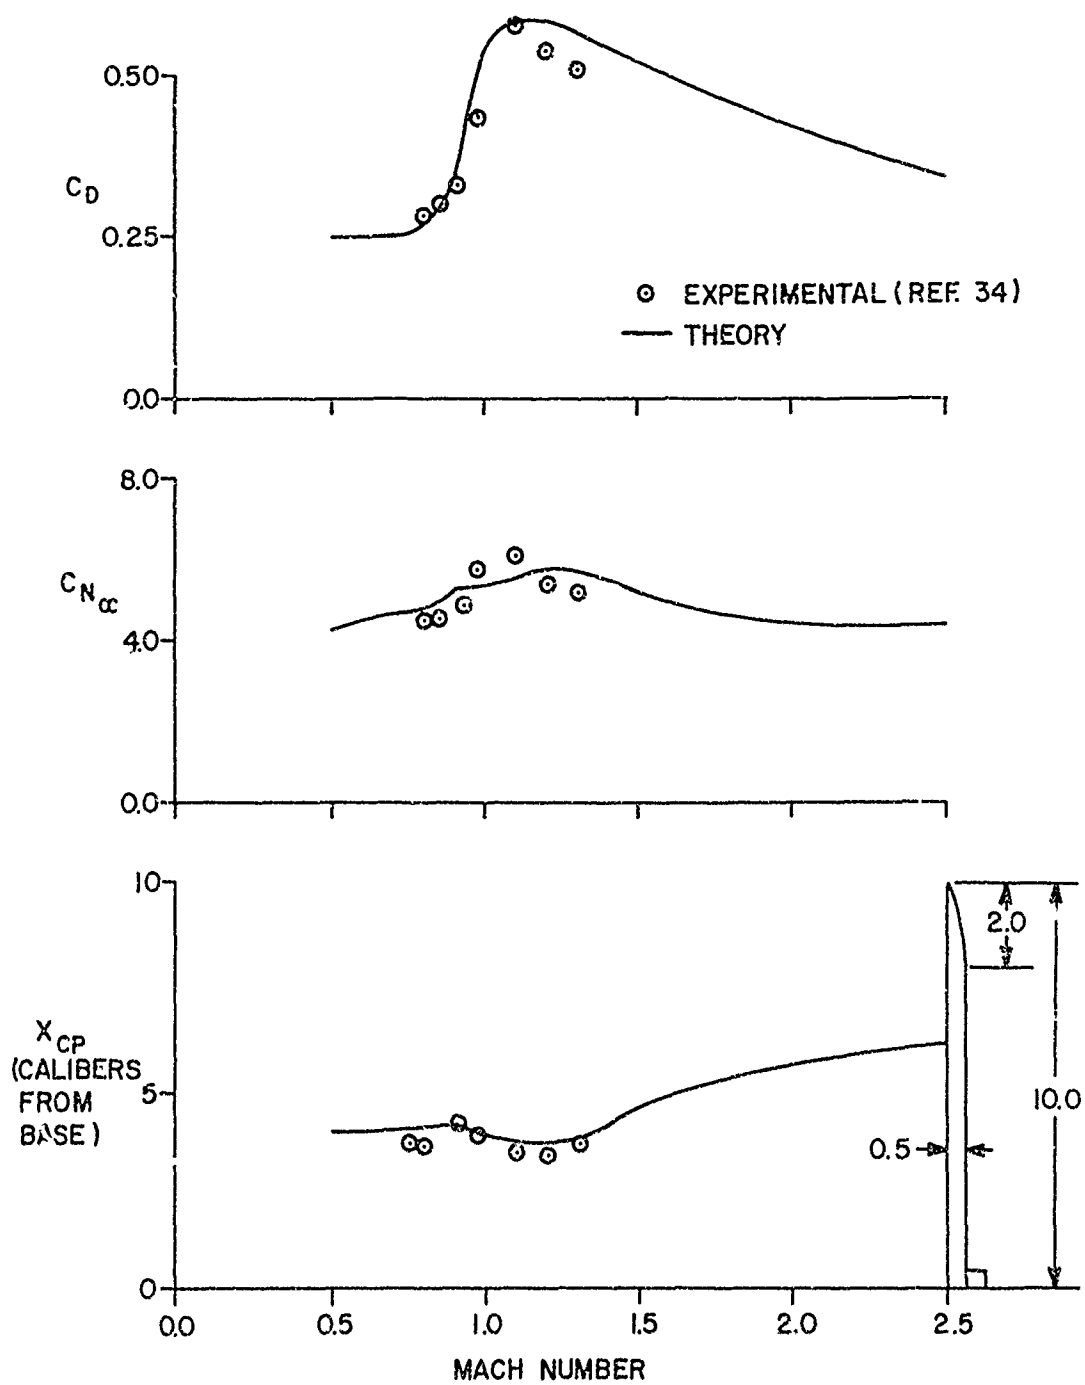 0.50
C_D
0.25
EXPERIMENTAL (REF. 34)
THEORY
0.0
8.0
C_Nα
4.0
0.0
10
2.0
X_CP
(CALIBERS
FROM
BASE)
5
10.0
0.5
0
0.0 0.5 1.0 1.5 2.0 2.5
MACH NUMBER